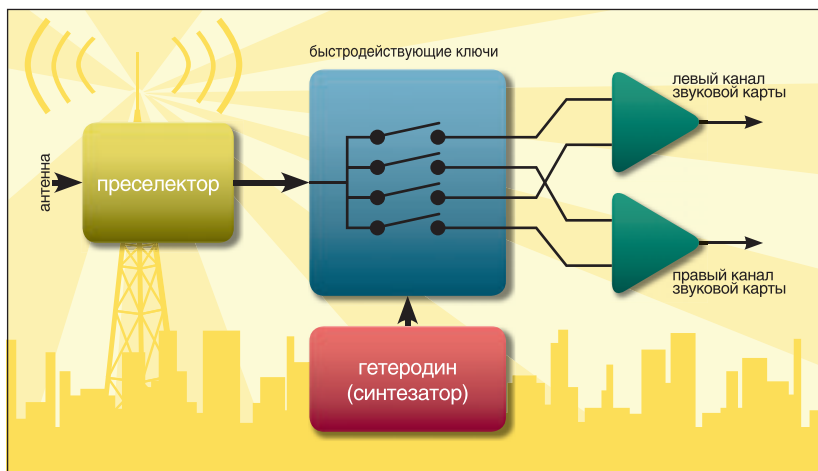 быстродействующие ключи
левый канал
звуковой карты
антенна
преселектор
правый канал
звуковой карты
гетеродин
(синтезатор)